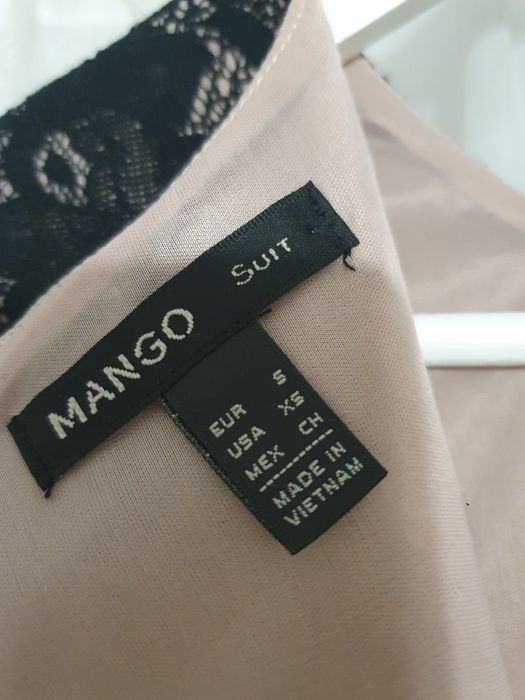 MANGO SUIT
EUR S
USA XS
MEX CH
MADE IN
VIETNAM